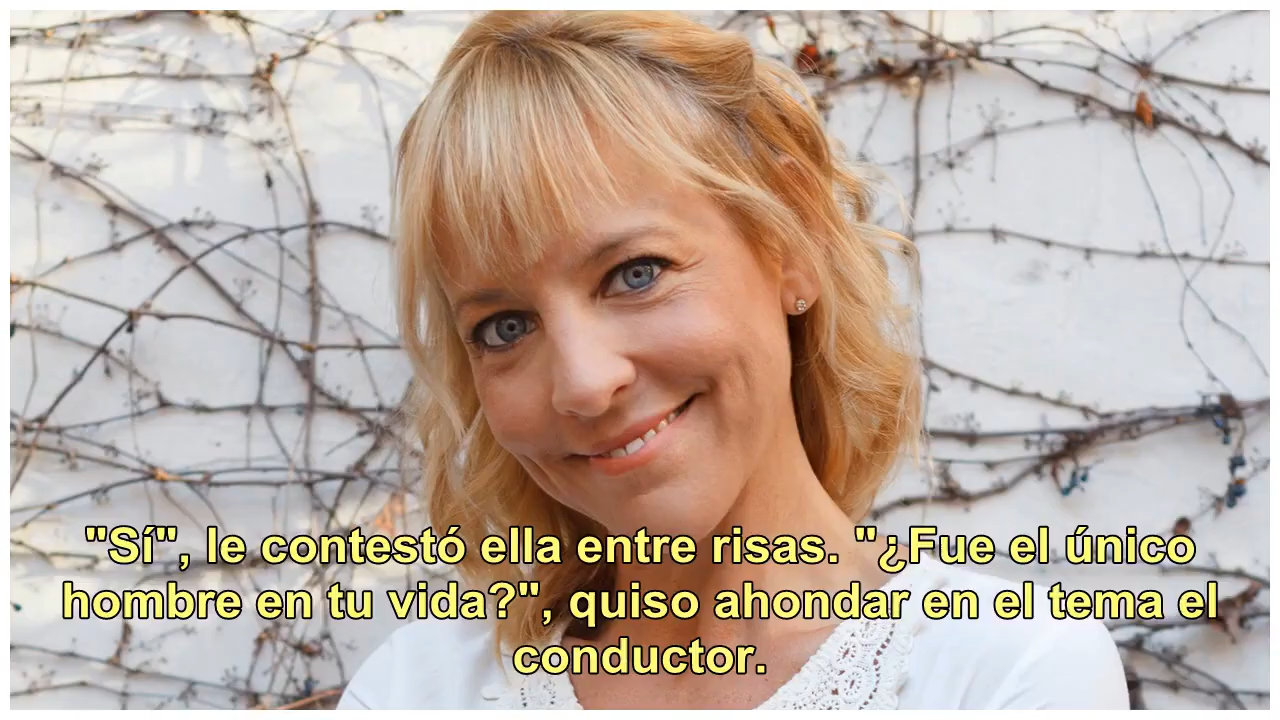 "Sí", le contestó ella entre risas. "¿Fue el único
hombre en tu vida?", quiso ahondar en el tema el
conductor.